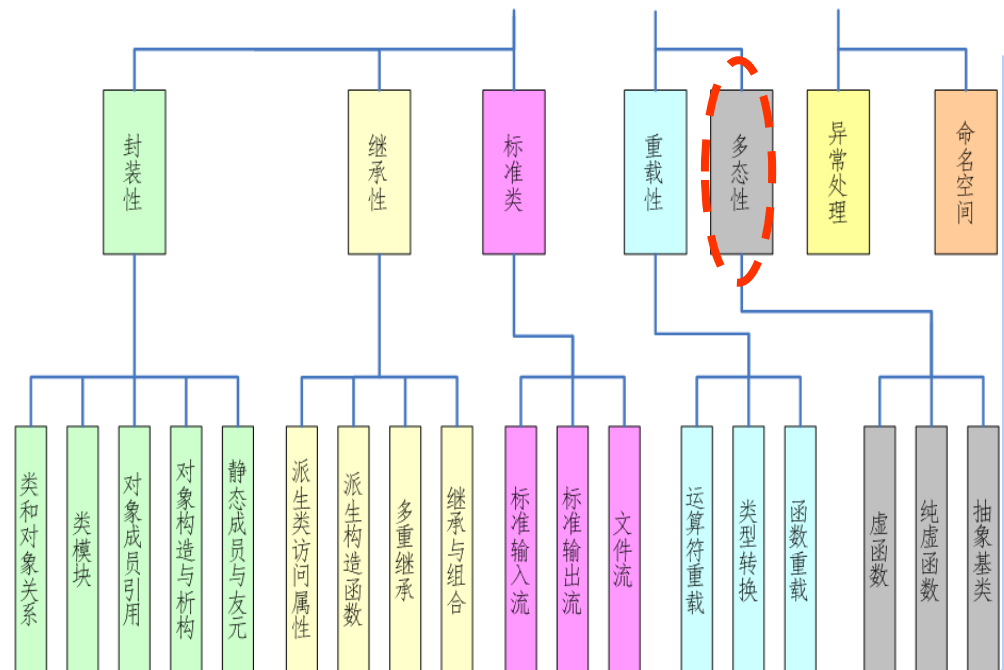 封装性
继承性
标准类
重载性
多态性
异常处理
命名空间
类和对象关系
类模块
对象成员引用
对象构造与析构
静态成员与友元
派生类访问属性
派生构造函数
多重继承
继承与组合
标准输入流
标准输出流
文件流
运算符重载
类型转换
函数重载
虚函数
纯虚函数
抽象基类